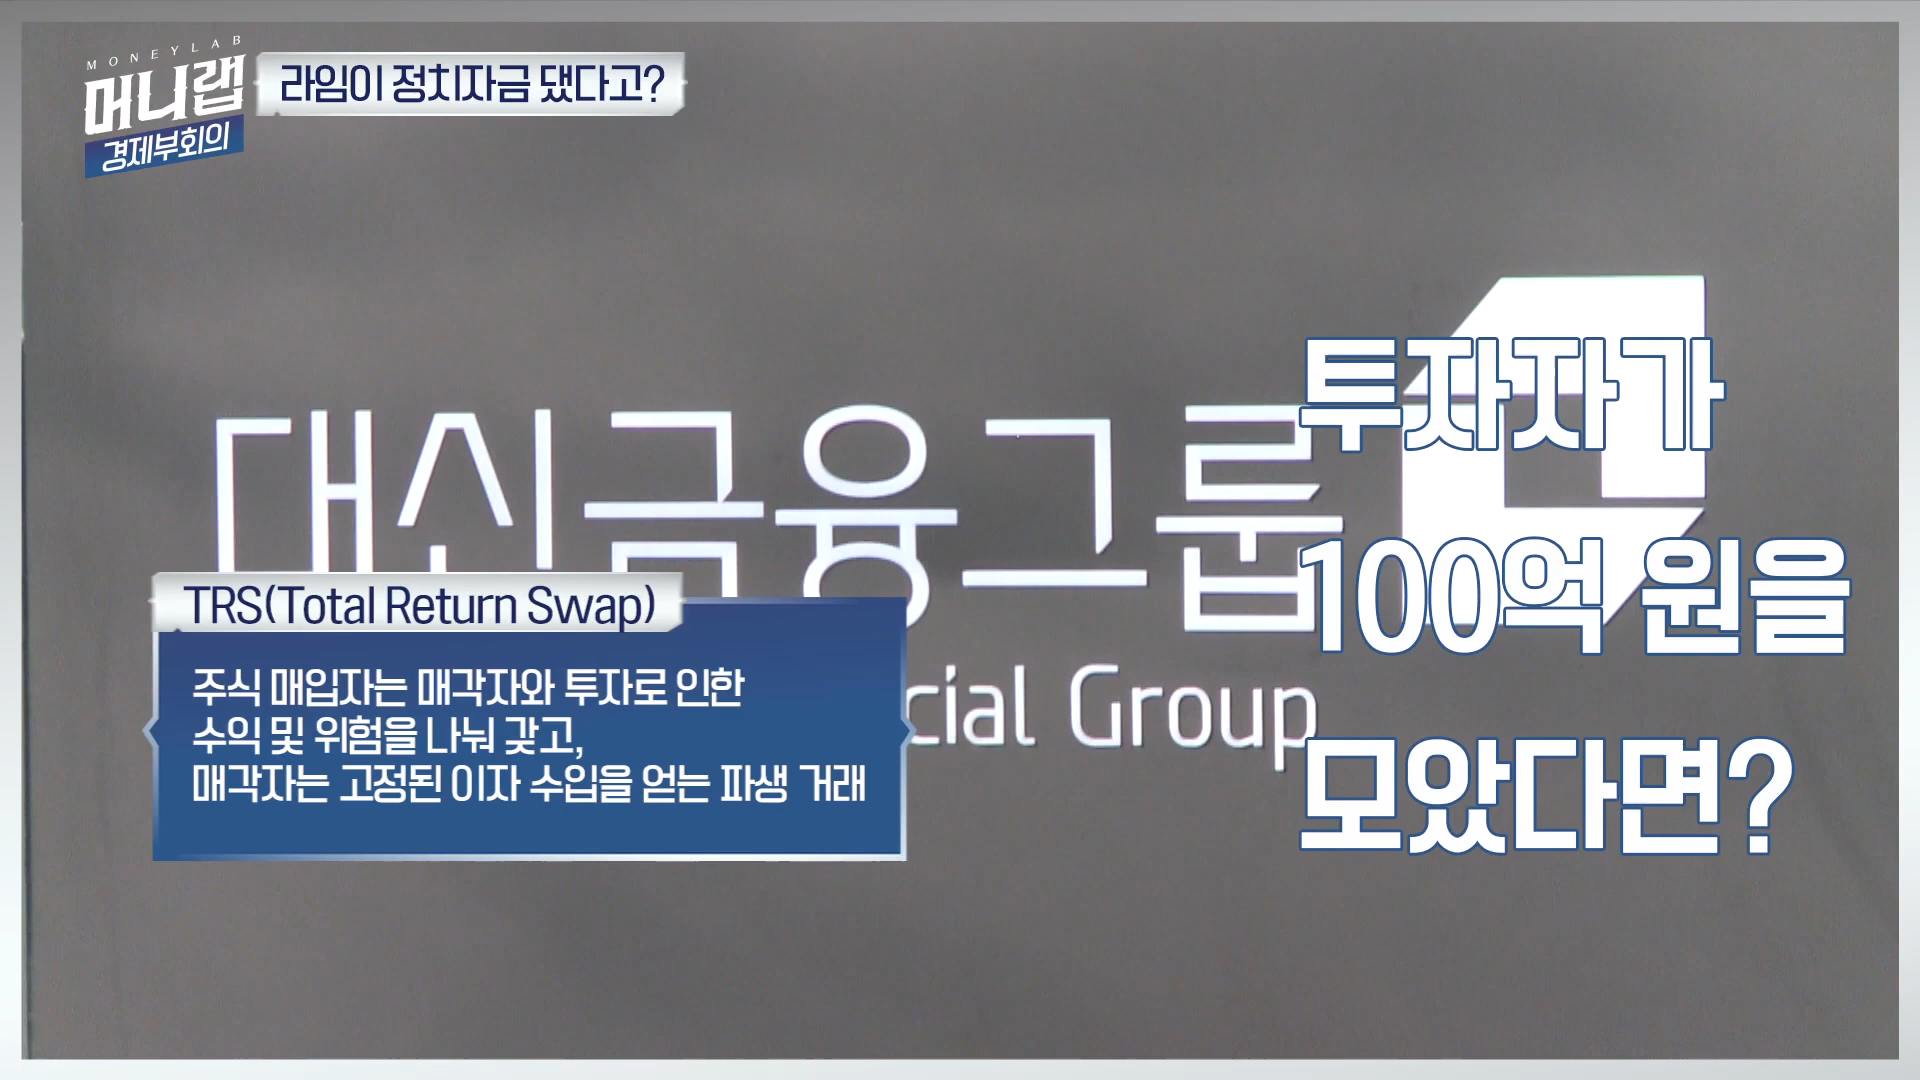 MONEYLAB
머니랩
경제부회의
라임이 정치자금 댔다고?
대신금융그룹
cial Group
투자자가
100억 원을
모았다면?
TRS(Total Return Swap)
주식 매입자는 매각자와 투자로 인한
수익 및 위험을 나눠 갖고,
매각자는 고정된 이자 수입을 얻는 파생 거래